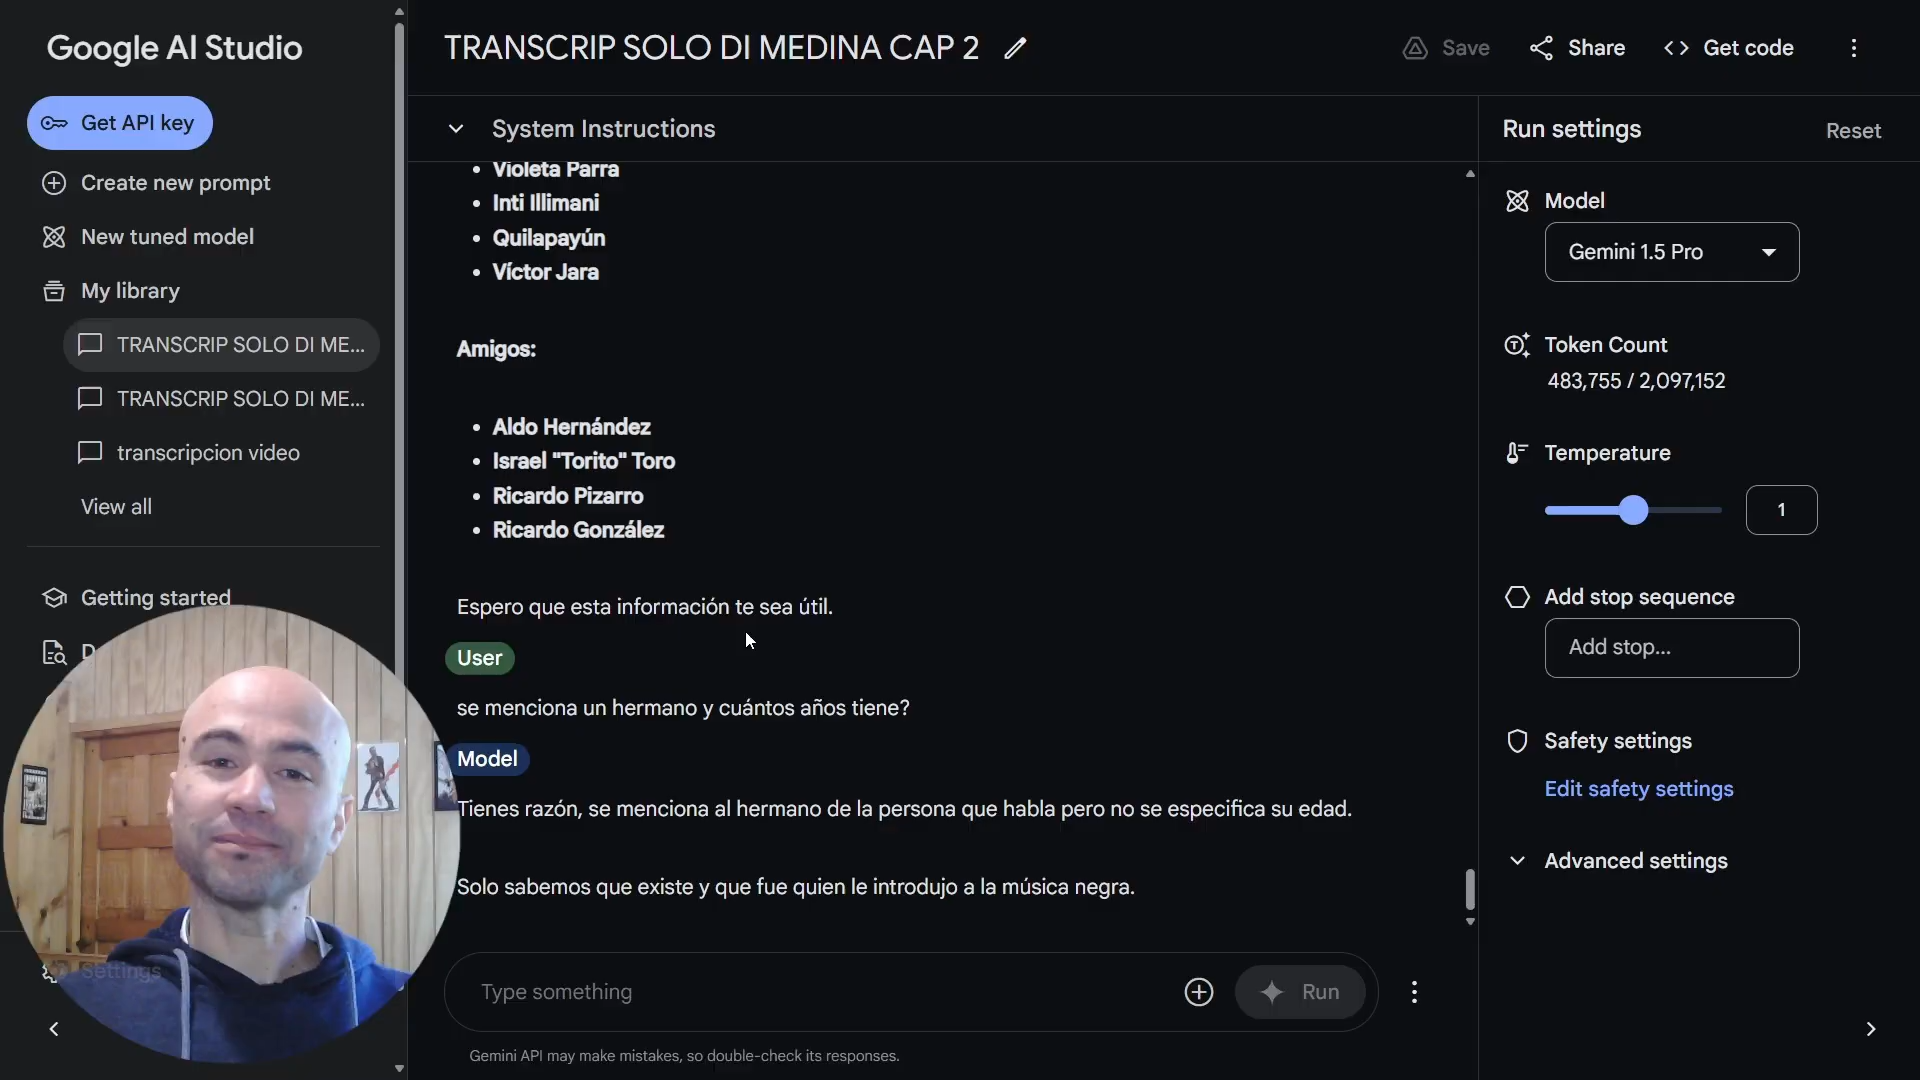 Google AI Studio
Get API key
Create new prompt
New tuned model
My library
TRANSCRIP SOLO DI ME...
TRANSCRIP SOLO DI ME...
transcripcion video
View all
Getting started
D
Settings
TRANSCRIP SOLO DI MEDINA CAP 2
Save
Share
Get code
System Instructions
• Violeta Parra
• Inti Illimani
• Quilapayún
• Víctor Jara
Amigos:
• Aldo Hernández
• Israel "Torito" Toro
• Ricardo Pizarro
• Ricardo González
Espero que esta información te sea útil.
User
se menciona un hermano y cuántos años tiene?
Model
Tienes razón, se menciona al hermano de la persona que habla pero no se especifica su edad.
Solo sabemos que existe y que fue quien le introdujo a la música negra.
Type something
Run
Gemini API may make mistakes, so double-check its responses.
Run settings
Reset
Model
Gemini 1.5 Pro
Token Count
483,755 / 2,097,152
Temperature
1
Add stop sequence
Add stop...
Safety settings
Edit safety settings
Advanced settings